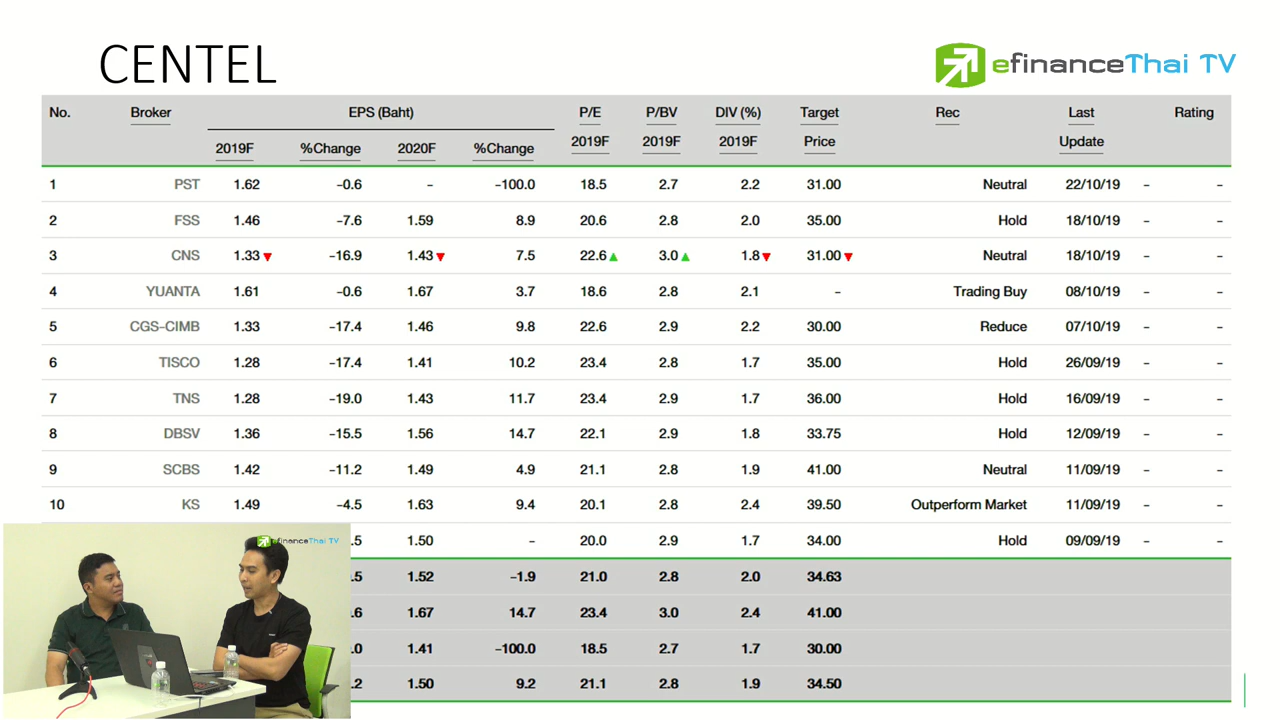 CENTEL
efinanceThai TV
No. Broker EPS (Baht) P/E P/BV DIV (%) Target Rec Last Rating
2019F %Change 2020F %Change 2019F 2019F 2019F Price Update
1 PST 1.62 -0.6 - -100.0 18.5 2.7 2.2 31.00 Neutral 22/10/19 - -
2 FSS 1.46 -7.6 1.59 8.9 20.6 2.8 2.0 35.00 Hold 18/10/19 - -
3 CNS 1.33 ▼ -16.9 1.43 ▼ 7.5 22.6 ▲ 3.0 ▲ 1.8 ▼ 31.00 ▼ Neutral 18/10/19 - -
4 YUANTA 1.61 -0.6 1.67 3.7 18.6 2.8 2.1 - Trading Buy 08/10/19 - -
5 CGS-CIMB 1.33 -17.4 1.46 9.8 22.6 2.9 2.2 30.00 Reduce 07/10/19 - -
6 TISCO 1.28 -17.4 1.41 10.2 23.4 2.8 1.7 35.00 Hold 26/09/19 - -
7 TNS 1.28 -19.0 1.43 11.7 23.4 2.9 1.7 36.00 Hold 16/09/19 - -
8 DBSV 1.36 -15.5 1.56 14.7 22.1 2.9 1.8 33.75 Hold 12/09/19 - -
9 SCBS 1.42 -11.2 1.49 4.9 21.1 2.8 1.9 41.00 Neutral 11/09/19 - -
10 KS 1.49 -4.5 1.63 9.4 20.1 2.8 2.4 39.50 Outperform Market 11/09/19 - -
.5 1.50 - 20.0 2.9 1.7 34.00 Hold 09/09/19 - -
.5 1.52 -1.9 21.0 2.8 2.0 34.63
.6 1.67 14.7 23.4 3.0 2.4 41.00
.0 1.41 -100.0 18.5 2.7 1.7 30.00
.2 1.50 9.2 21.1 2.8 1.9 34.50
efinanceThai TV